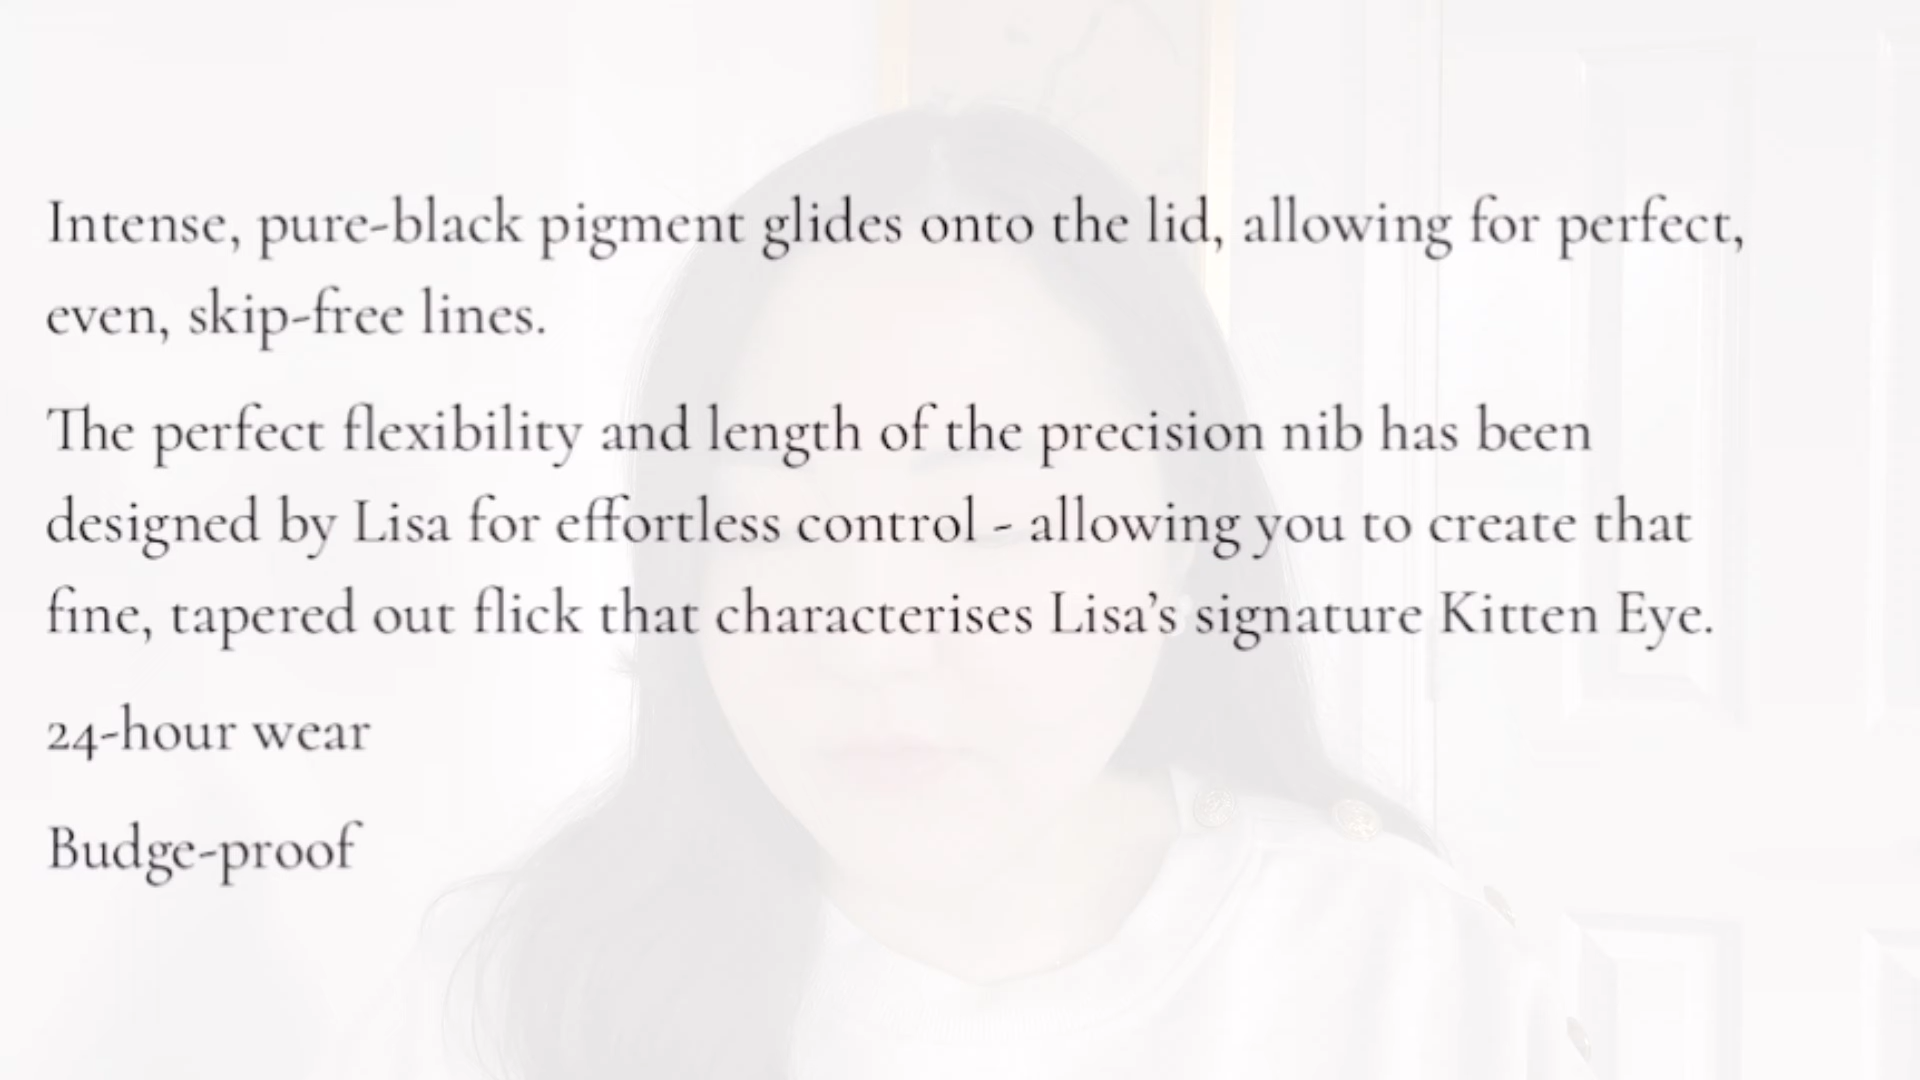 Intense, pure-black pigment glides onto the lid, allowing for perfect,
even, skip-free lines.
The perfect flexibility and length of the precision nib has been
designed by Lisa for effortless control - allowing you to create that
fine, tapered out flick that characterises Lisa’s signature Kitten Eye.
24-hour wear
Budge-proof